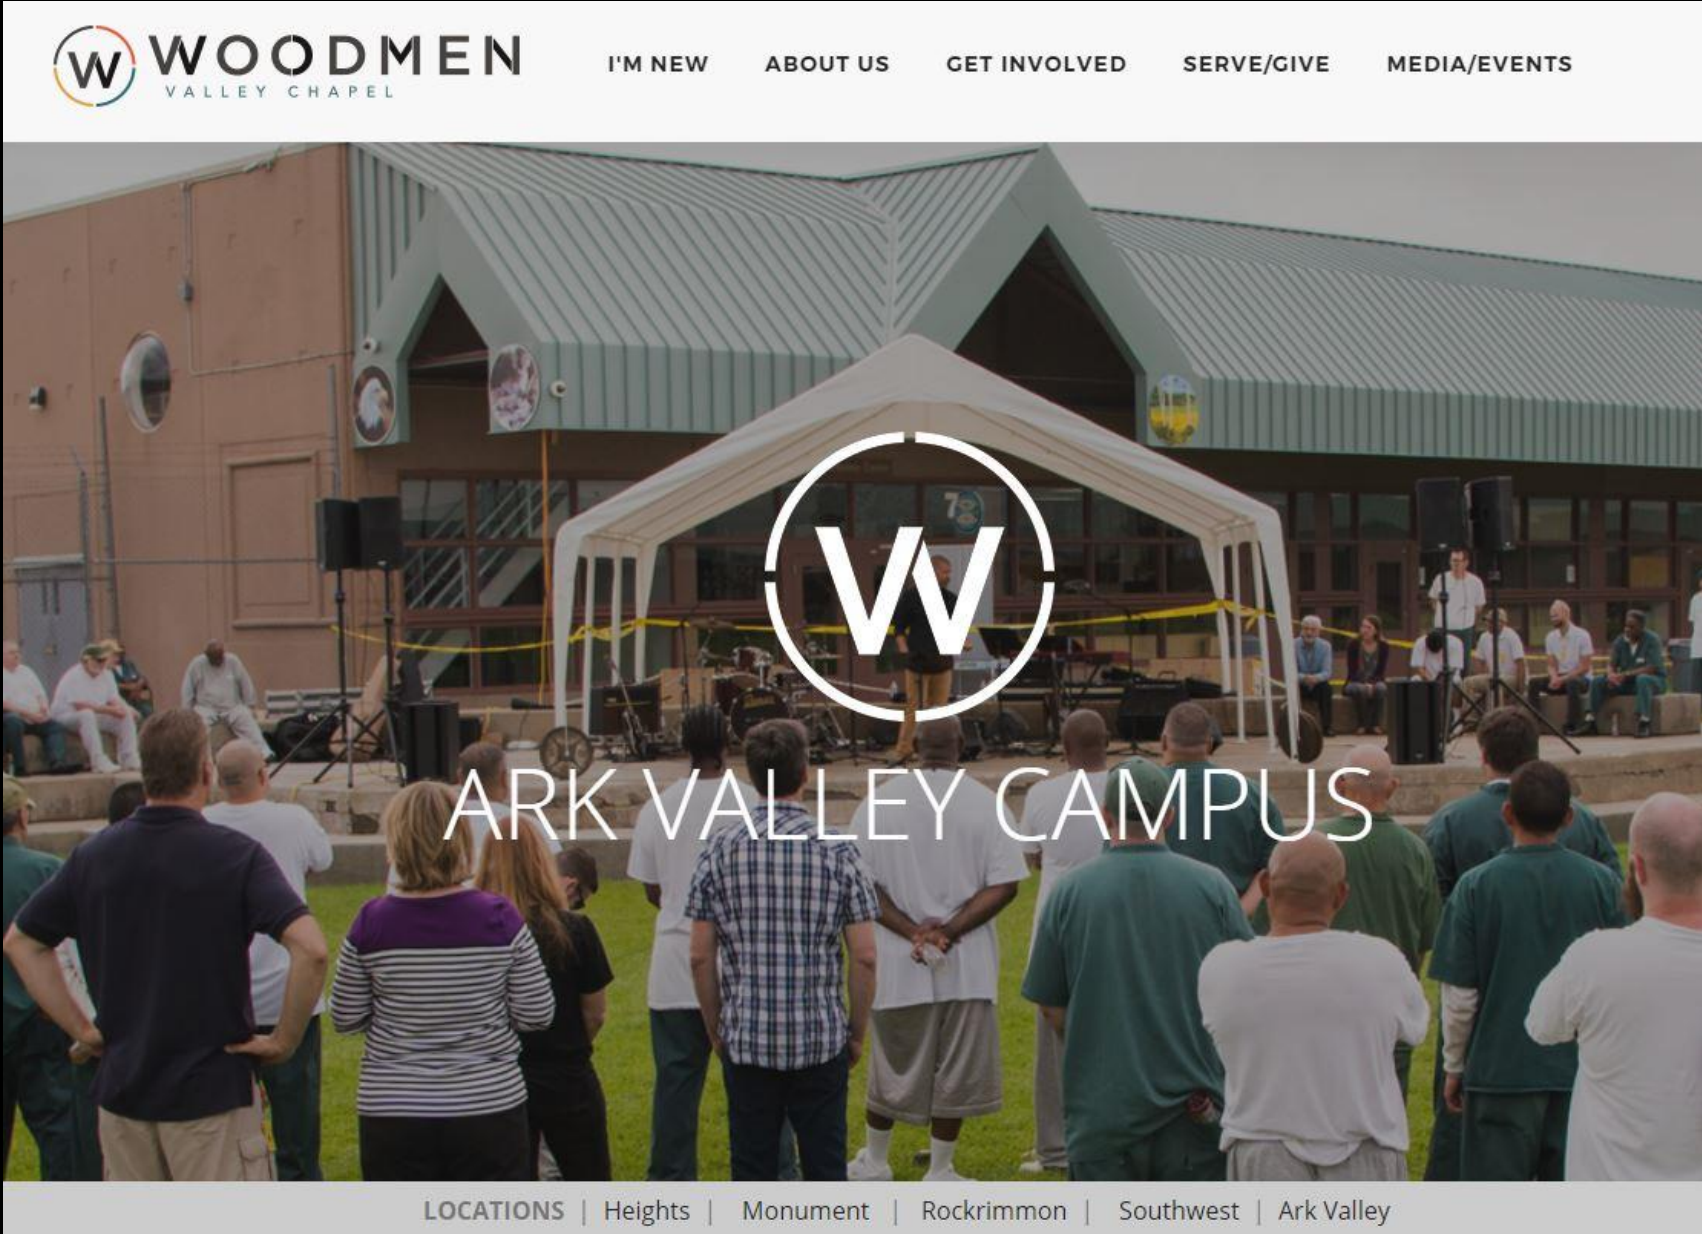 W WOODMEN
VALLEY CHAPEL
I'M NEW ABOUT US GET INVOLVED SERVE/GIVE MEDIA/EVENTS
7
W
ARK VALLEY CAMPUS
LOCATIONS | Heights | Monument | Rockrimmon | Southwest | Ark Valley